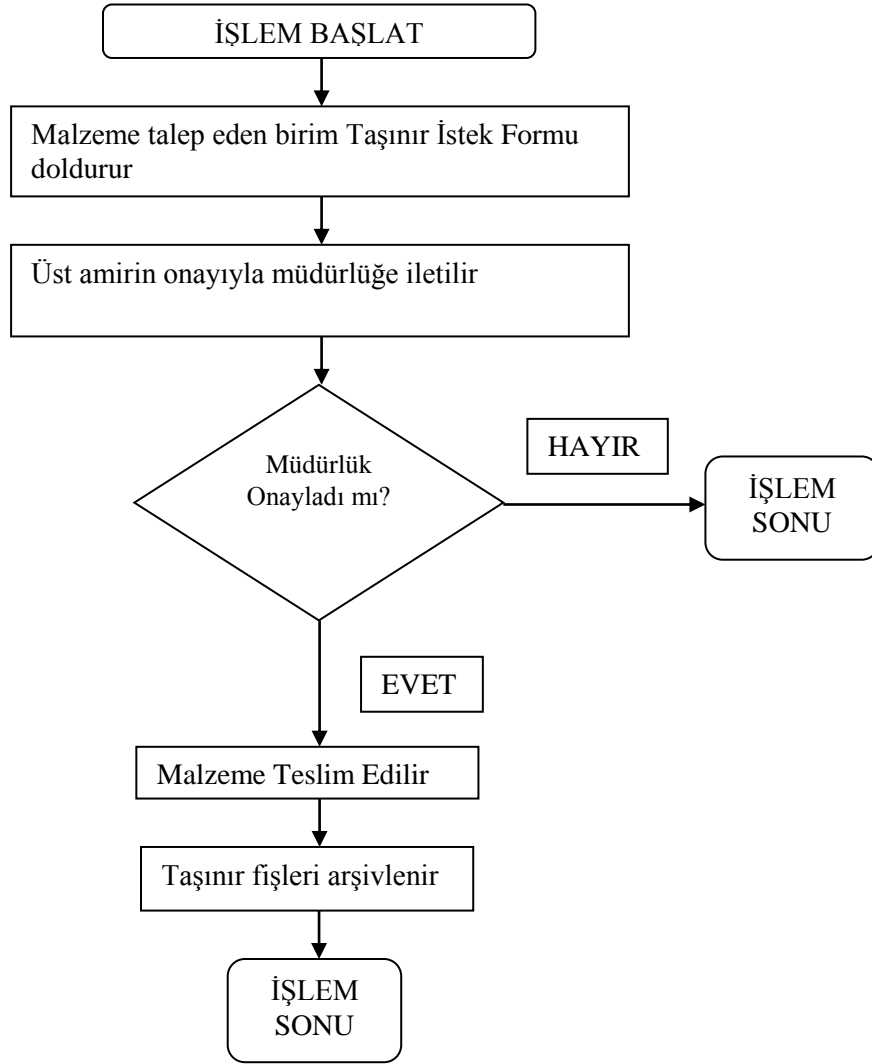 İŞLEM BAŞLAT
Malzeme talep eden birim Taşınır İstek Formu
doldurur
Üst amirin onayıyla müdürlüğe iletilir
Müdürlük
Onayladı mı?
HAYIR
İŞLEM
SONU
EVET
Malzeme Teslim Edilir
Taşınır fişleri arşivlenir
İŞLEM
SONU